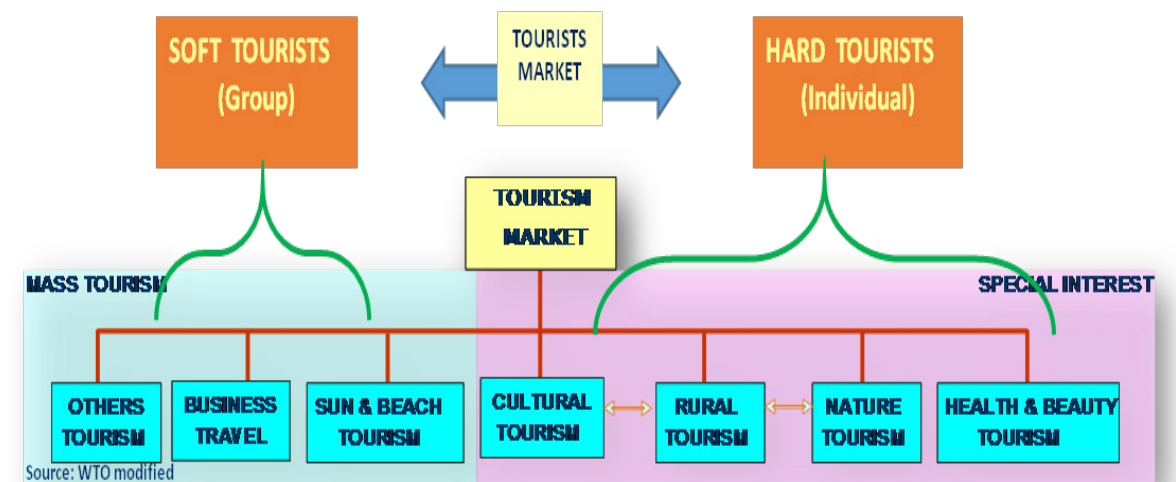 SOFT TOURISTS
(Group)
TOURISTS
MARKET
HARD TOURISTS
(Individual)
TOURISM
MARKET
MASS TOURISM
SPECIAL INTEREST
OTHERS
TOURISM
BUSINESS
TRAVEL
SUN & BEACH
TOURISM
CULTURAL
TOURISM
RURAL
TOURISM
NATURE
TOURISM
HEALTH & BEAUTY
TOURISM
Source: WTO modified